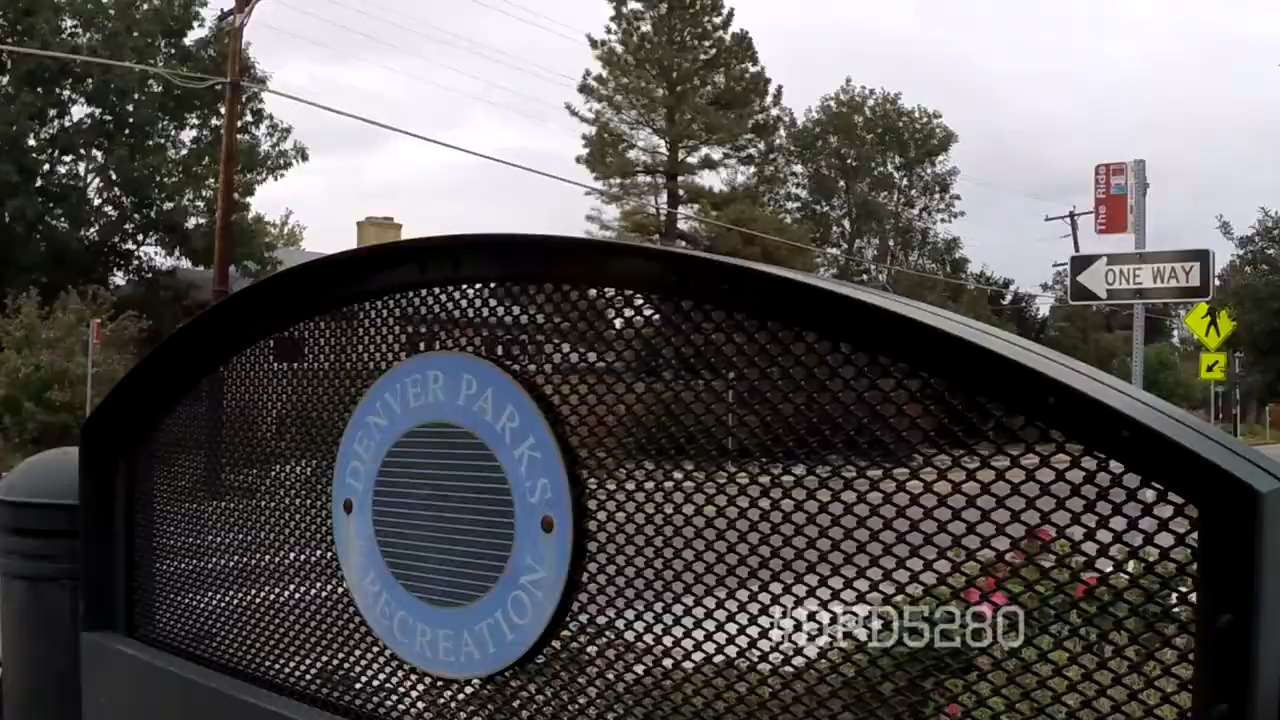 The Ride
ONE WAY
DENVER PARKS
RECREATION
#DPD5280